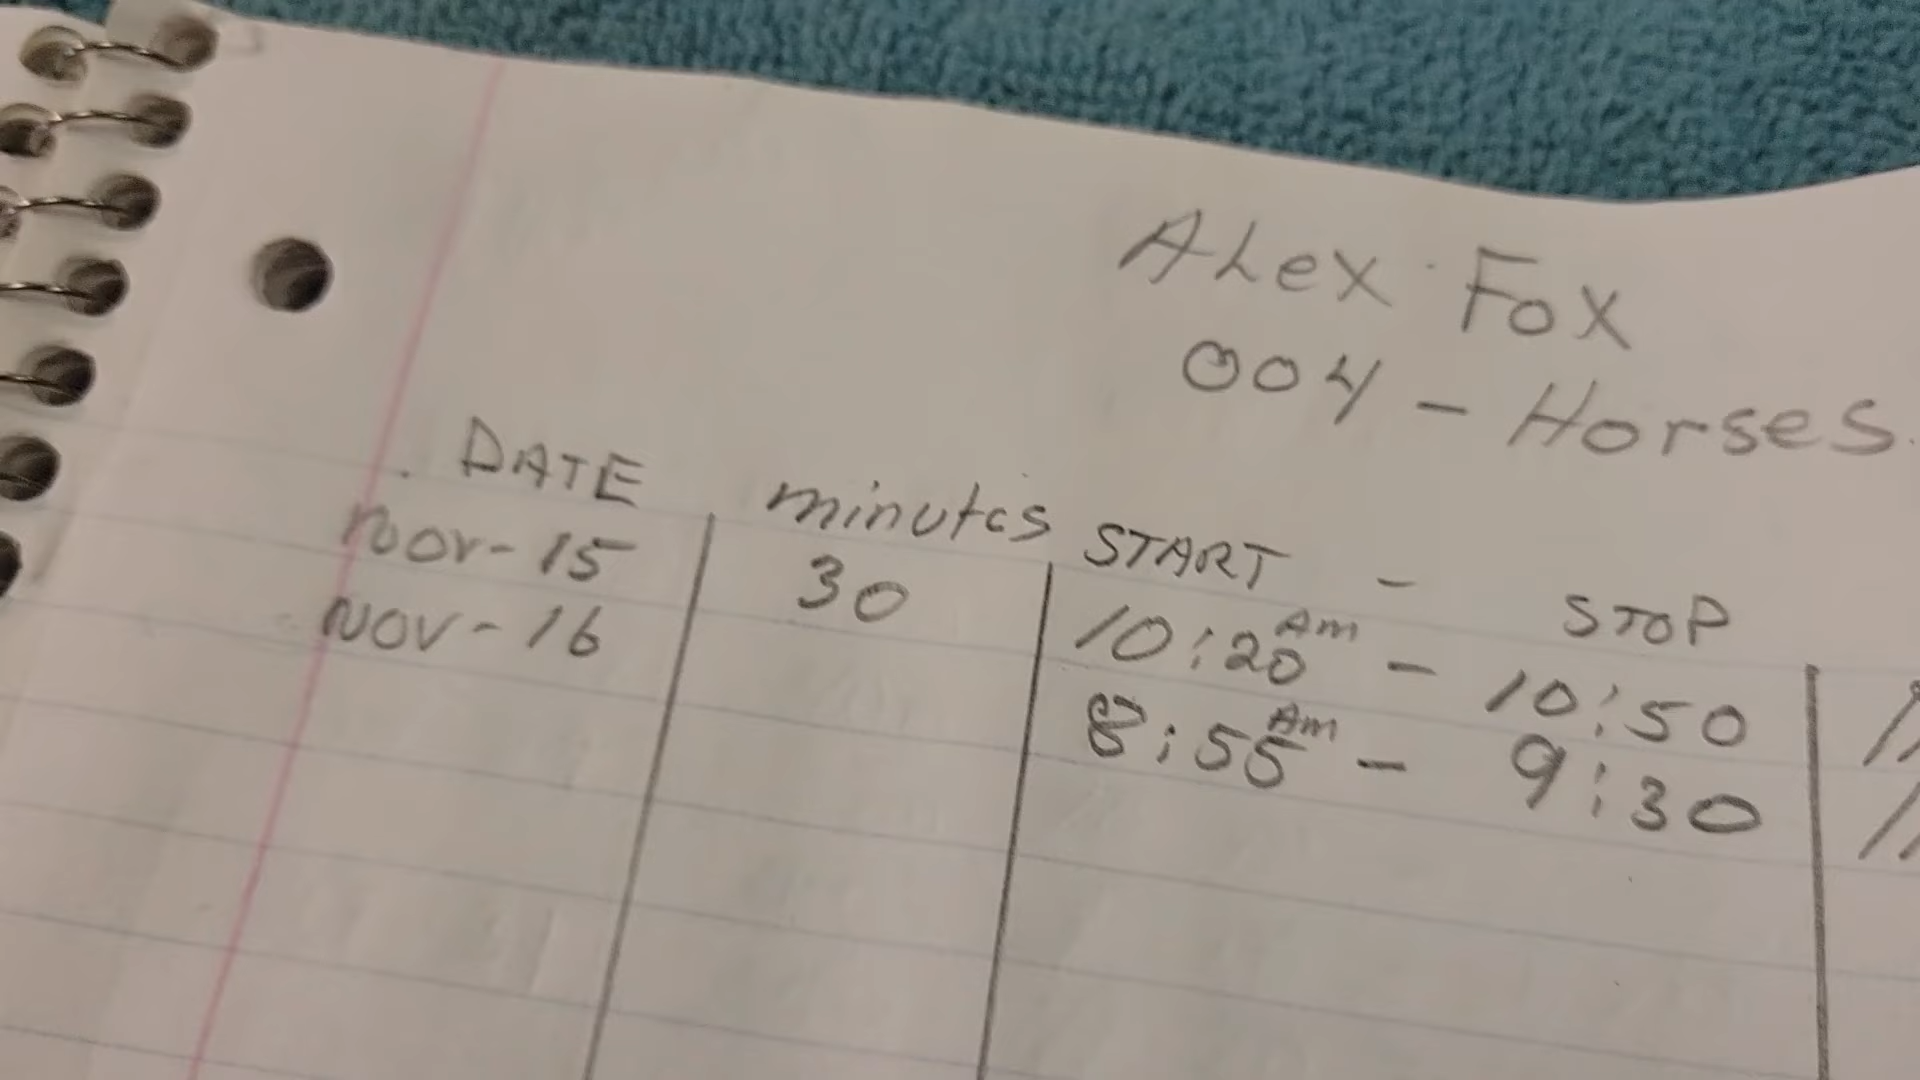 ALex Fox
004 - Horses.
DATE minutes START - STOP
Nov-15 30 10:20 Am - 10:50
Nov-16 8:55 Am - 9:30